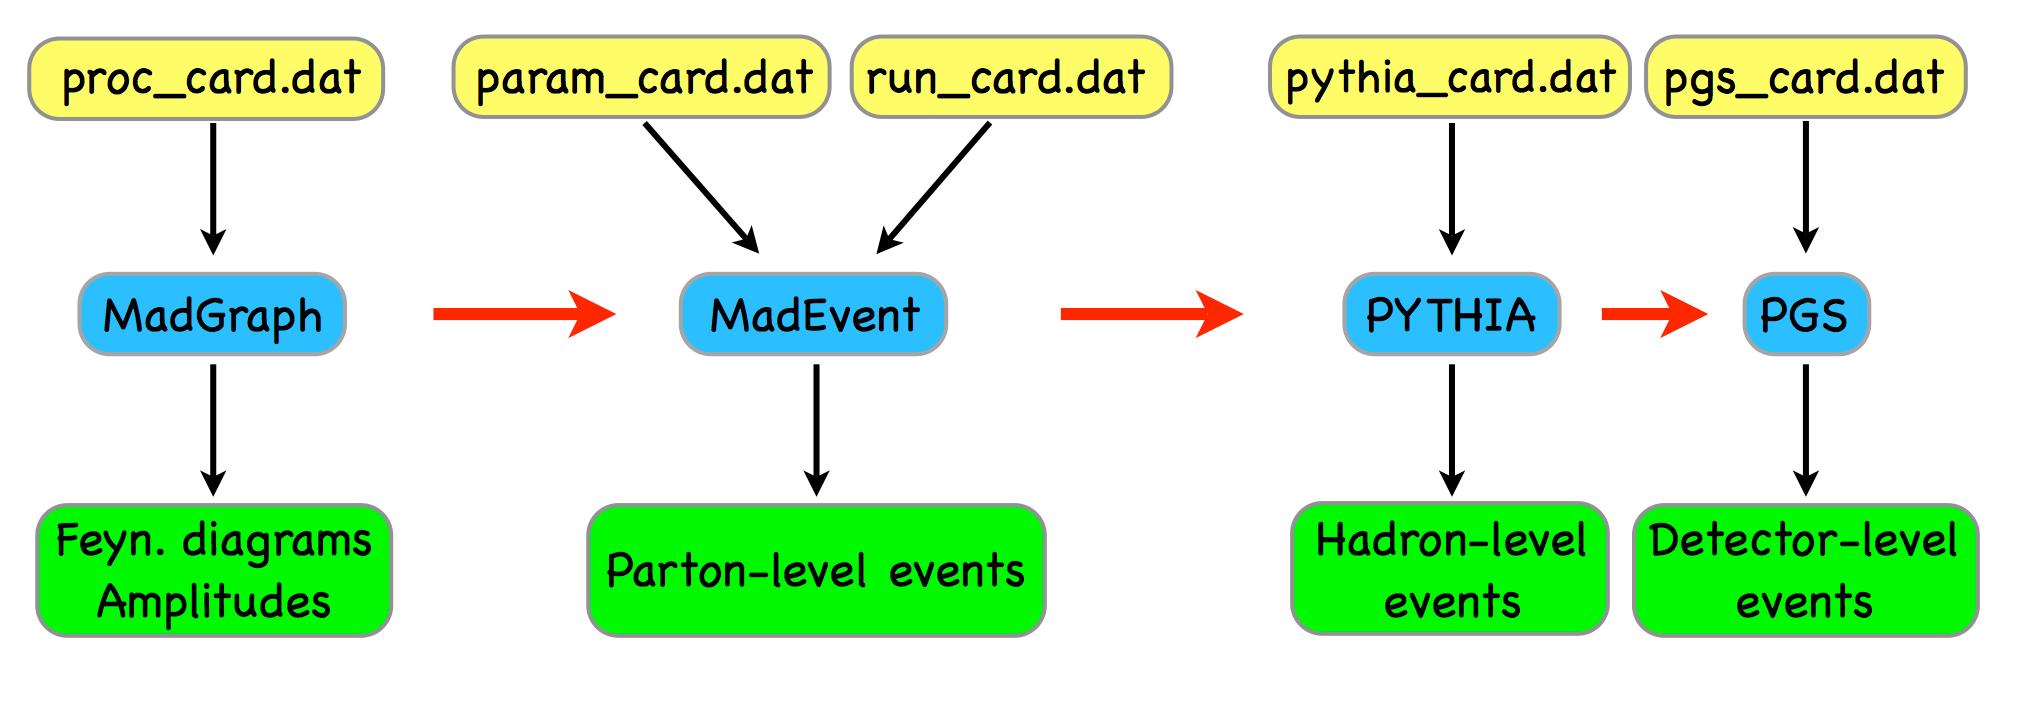 proc_card.dat
param_card.dat
run_card.dat
pythia_card.dat
pgs_card.dat
MadGraph
MadEvent
PYTHIA
PGS
Feyn. diagrams
Amplitudes
Parton-level events
Hadron-level
events
Detector-level
events